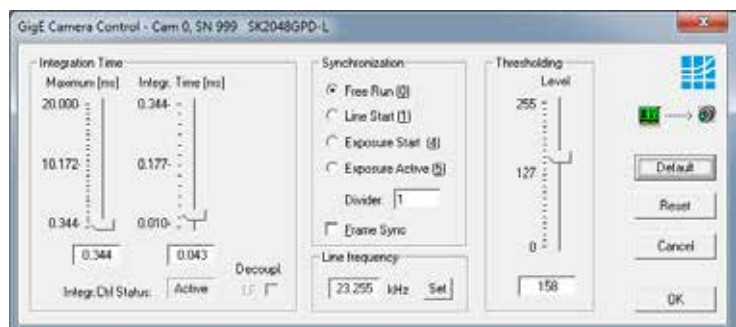 GigE Camera Control - Cam 0, SN 999 SK2048GPD-L
Integration Time
Maximum [ms] Integr. Time [ms]
20.000 0.344
10.172 0.177
0.344 0.010
0.344 0.043
Decoupl.
Integr.Ctrl Status: Active LF
Synchronization
Free Run (0)
Line Start (1)
Exposure Start (4)
Exposure Active (5)
Divider: 1
Frame Sync
Line frequency
23.255 kHz Set
Thresholding
Level
255
127
0
158
Default
Reset
Cancel
OK